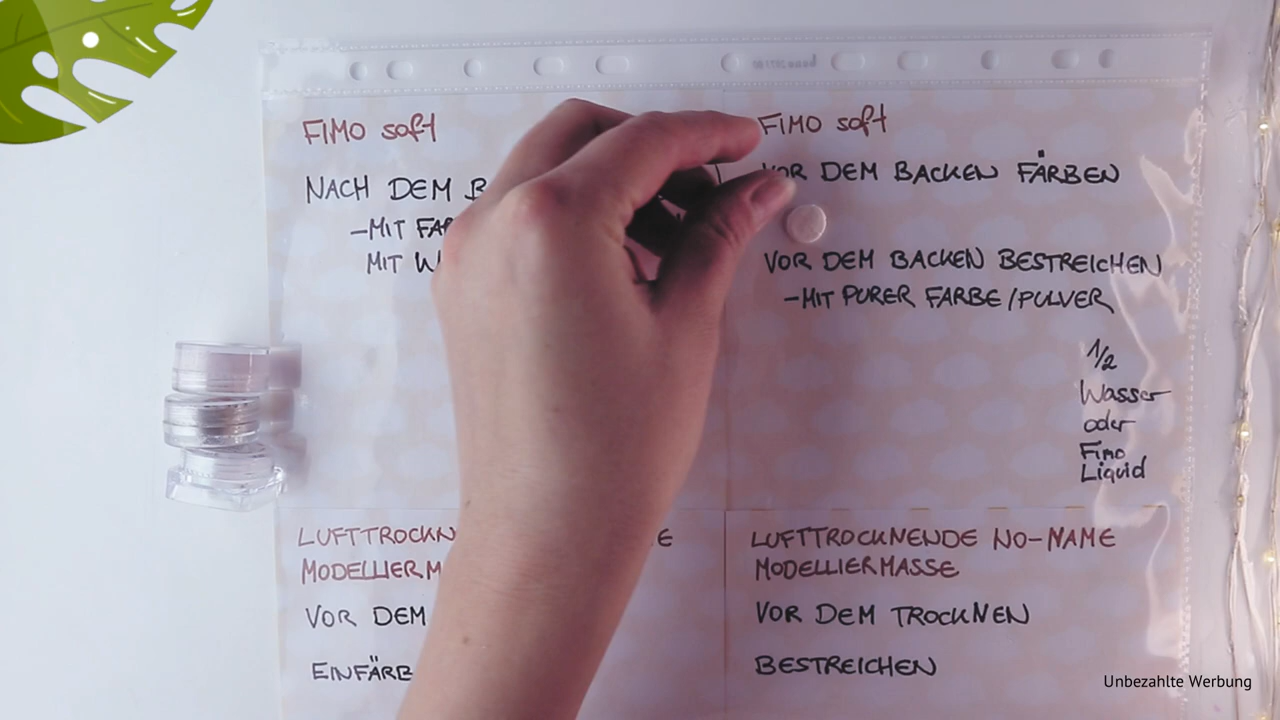 FIMO soft
NACH DEM B
-MIT FAR
MIT W
FIMO soft
VOR DEM BACKEN FÄRBEN
VOR DEM BACKEN BESTREICHEN
-MIT PURER FARBE/PULVER
1/2
Wasser
oder
Fimo
Liquid
LUFTTROCKN
E
MODELLIERM
VOR DEM
EINFÄRB
LUFTTROCKNENDE NO-NAME
MODELLIERMASSE
VOR DEM TROCKNEN
BESTREICHEN
Unbezahlte Werbung